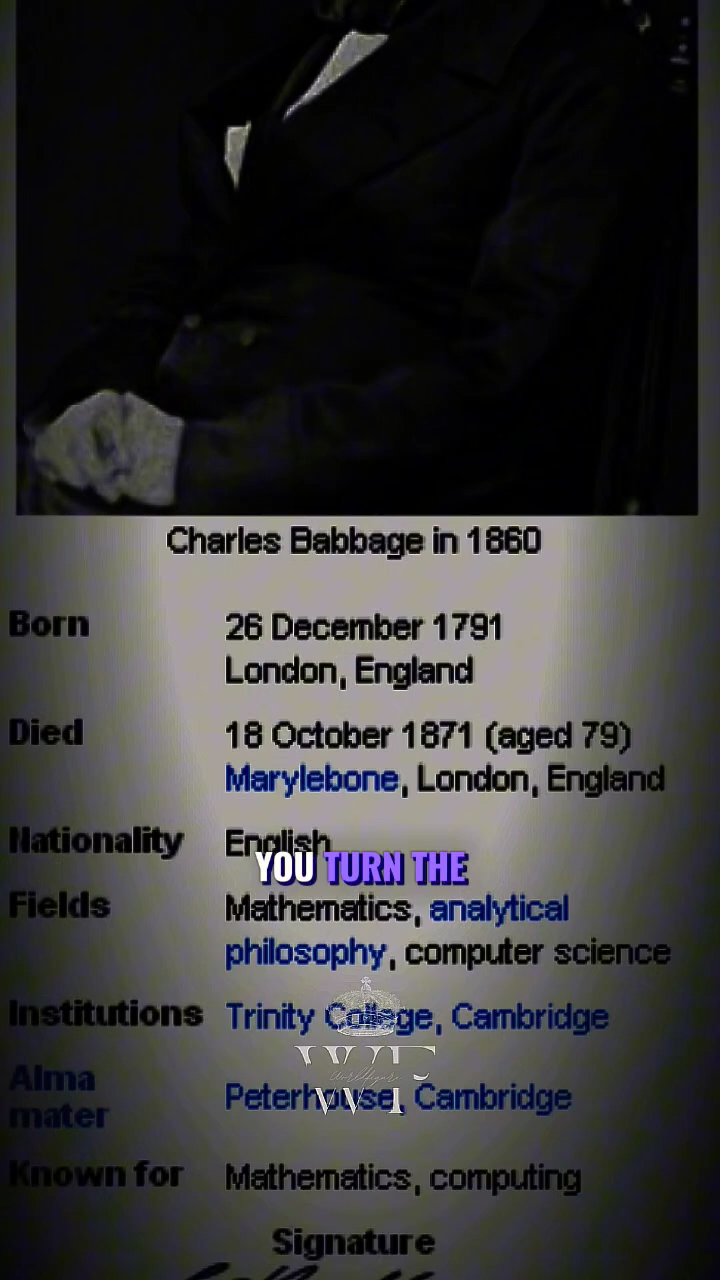 Charles Babbage in 1860
Born 26 December 1791
London, England
Died 18 October 1871 (aged 79)
Marylebone, London, England
Nationality English
YOU TURN THE
Fields Mathematics, analytical
philosophy, computer science
Institutions Trinity College, Cambridge
Alma
mater Peterhouse, Cambridge
WF
Known for Mathematics, computing
Signature